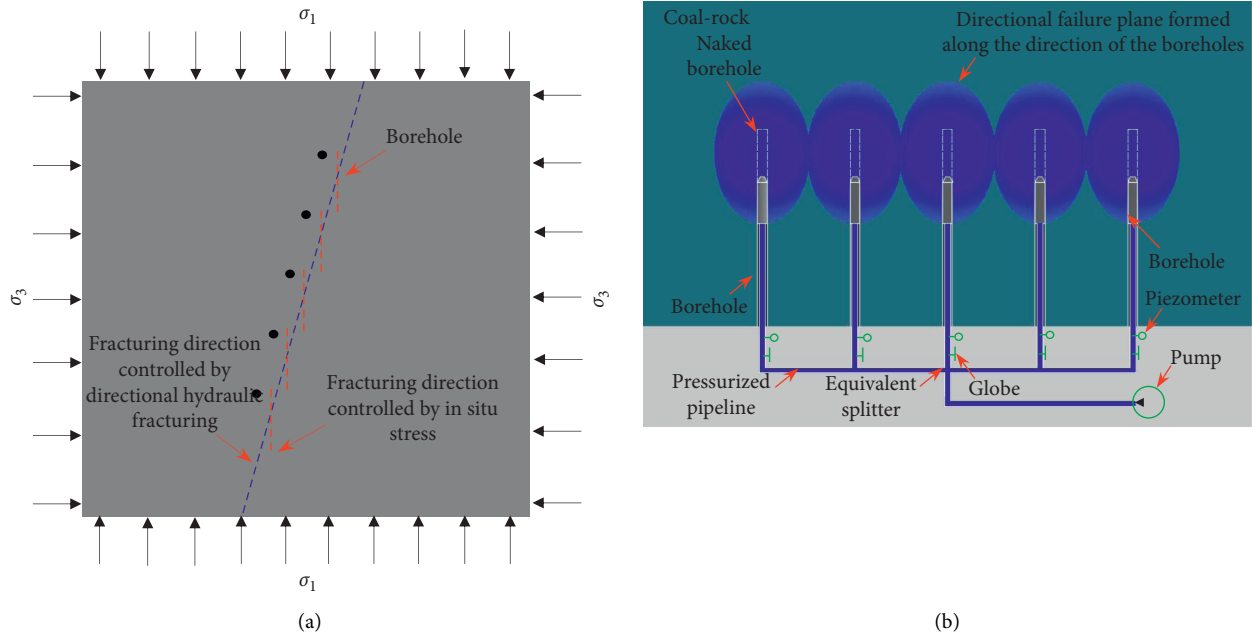 σ1
σ3
σ3
Borehole
Fracturing direction
controlled by
directional hydraulic
fracturing
Fracturing direction
controlled by in situ
stress
σ1
(a)
Coal-rock
Naked
borehole
Directional failure plane formed
along the direction of the boreholes
Borehole
Borehole
Piezometer
Pump
Pressurized
pipeline
Equivalent
splitter
Globe
(b)